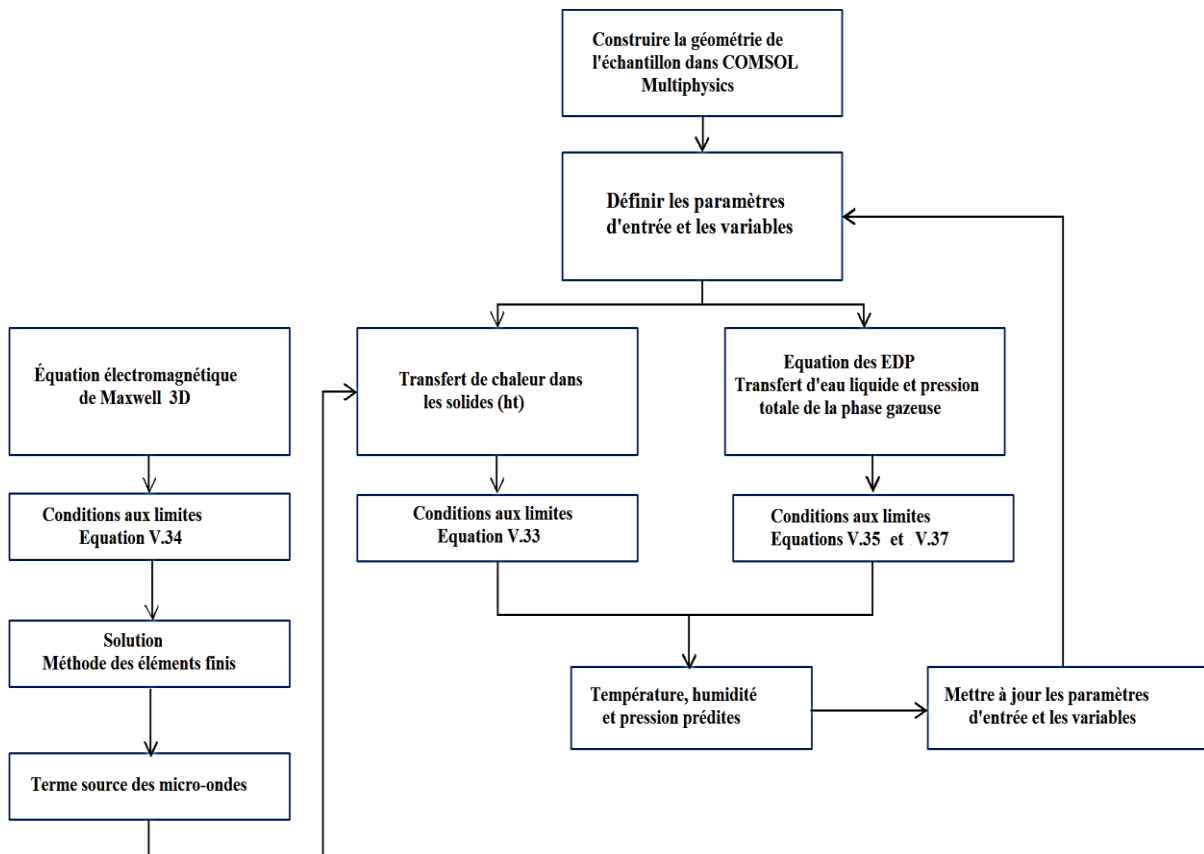 Construire la géométrie de
l'échantillon dans COMSOL
Multiphysics
Définir les paramètres
d'entrée et les variables
Équation électromagnétique
de Maxwell 3D
Transfert de chaleur dans
les solides (ht)
Equation des EDP
Transfert d'eau liquide et pression
totale de la phase gazeuse
Conditions aux limites
Equation V.34
Conditions aux limites
Equation V.33
Conditions aux limites
Equations V.35 et V.37
Solution
Méthode des éléments finis
Température, humidité
et pression prédites
Mettre à jour les paramètres
d'entrée et les variables
Terme source des micro-ondes